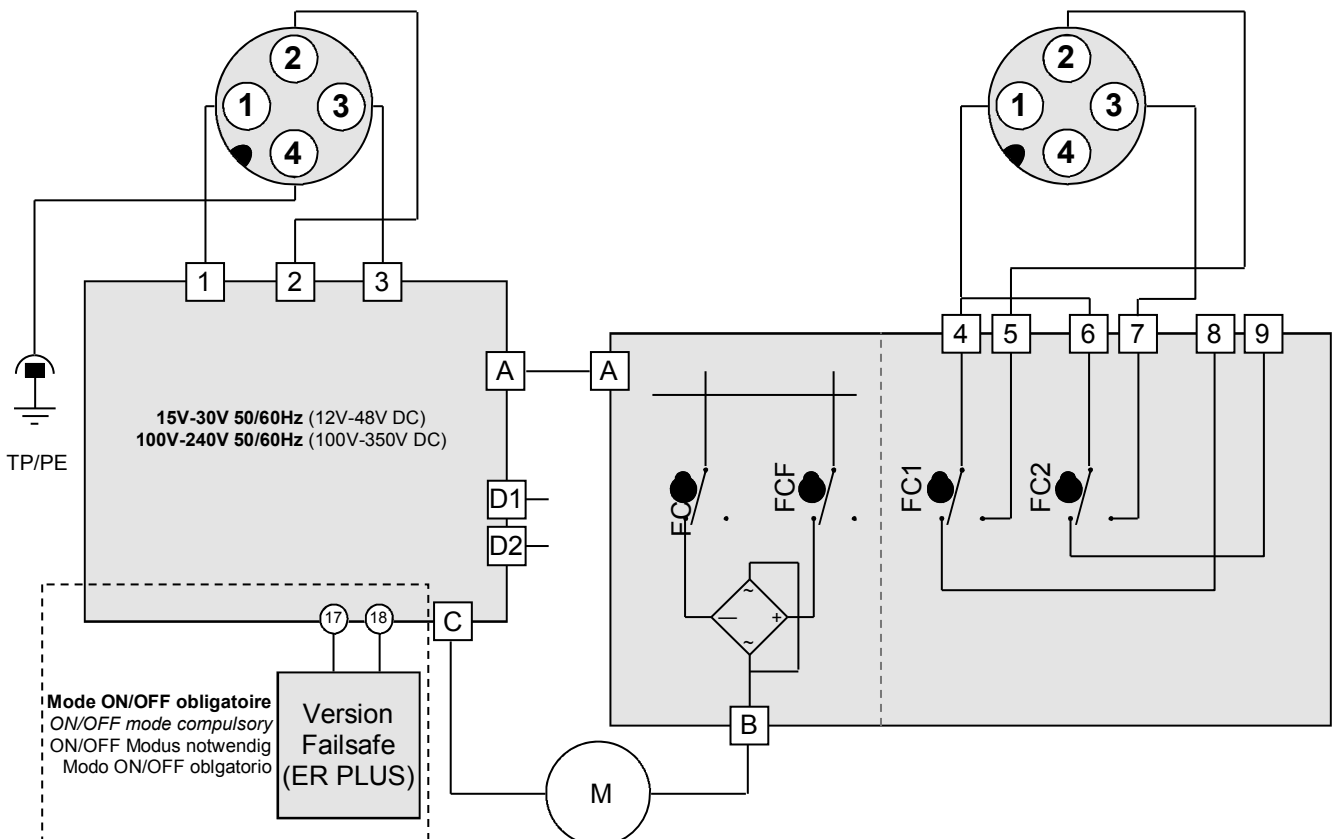 2
1
3
4
2
1
3
4
1
2
3
4
5
6
7
8
9
A
A
15V-30V 50/60Hz (12V-48V DC)
100V-240V 50/60Hz (100V-350V DC)
TP/PE
D1
D2
FC
FCF
FC1
FC2
~
—
+
~
17
18
C
B
Mode ON/OFF obligatoire
ON/OFF mode compulsory
ON/OFF Modus notwendig
Modo ON/OFF oblgatorio
Version
Failsafe
(ER PLUS)
M